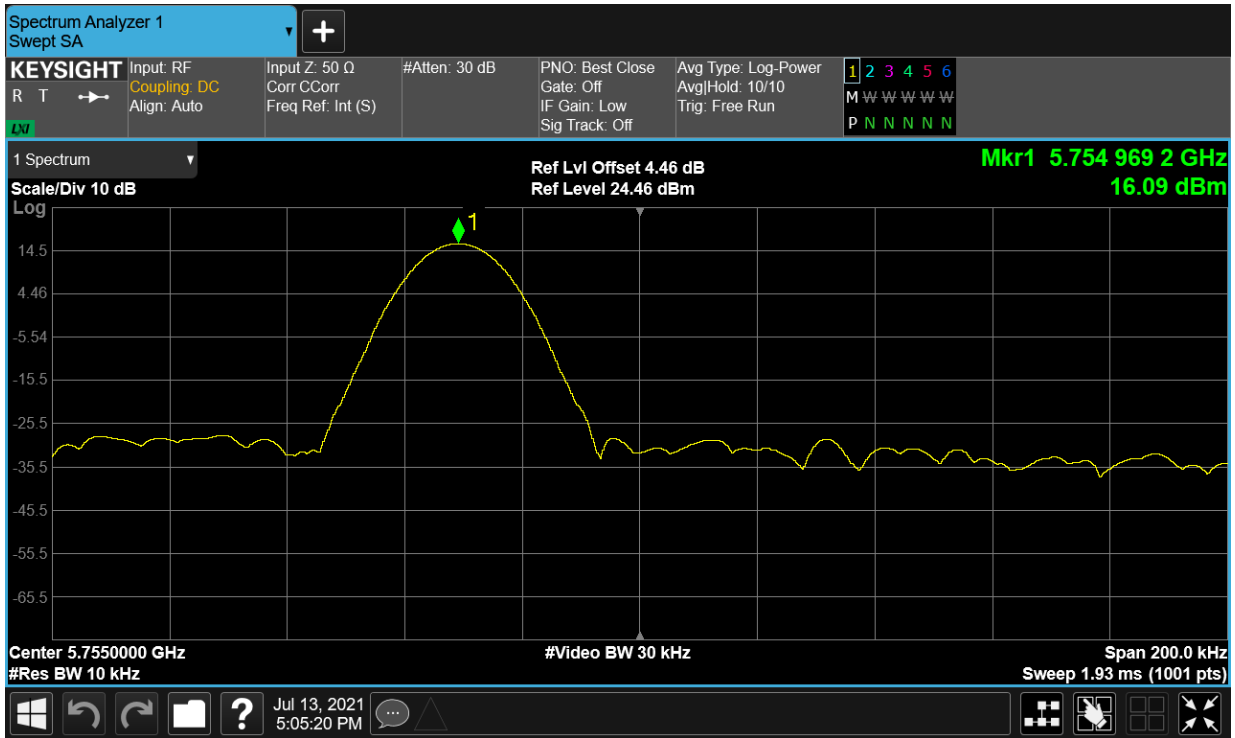 Spectrum Analyzer 1
Swept SA
+
KEYSIGHT
R T
LXI
Input: RF
Coupling: DC
Align: Auto
Input Z: 50 Ω
Corr CCorr
Freq Ref: Int (S)
#Atten: 30 dB
PNO: Best Close
Gate: Off
IF Gain: Low
Sig Track: Off
Avg Type: Log-Power
Avg|Hold: 10/10
Trig: Free Run
1 2 3 4 5 6
M W W W W W
P N N N N N
1 Spectrum
Scale/Div 10 dB
Log
Ref Lvl Offset 4.46 dB
Ref Level 24.46 dBm
Mkr1 5.754 969 2 GHz
16.09 dBm
1
14.5
4.46
-5.54
-15.5
-25.5
-35.5
-45.5
-55.5
-65.5
Center 5.7550000 GHz
#Res BW 10 kHz
#Video BW 30 kHz
Span 200.0 kHz
Sweep 1.93 ms (1001 pts)
?
Jul 13, 2021
5:05:20 PM